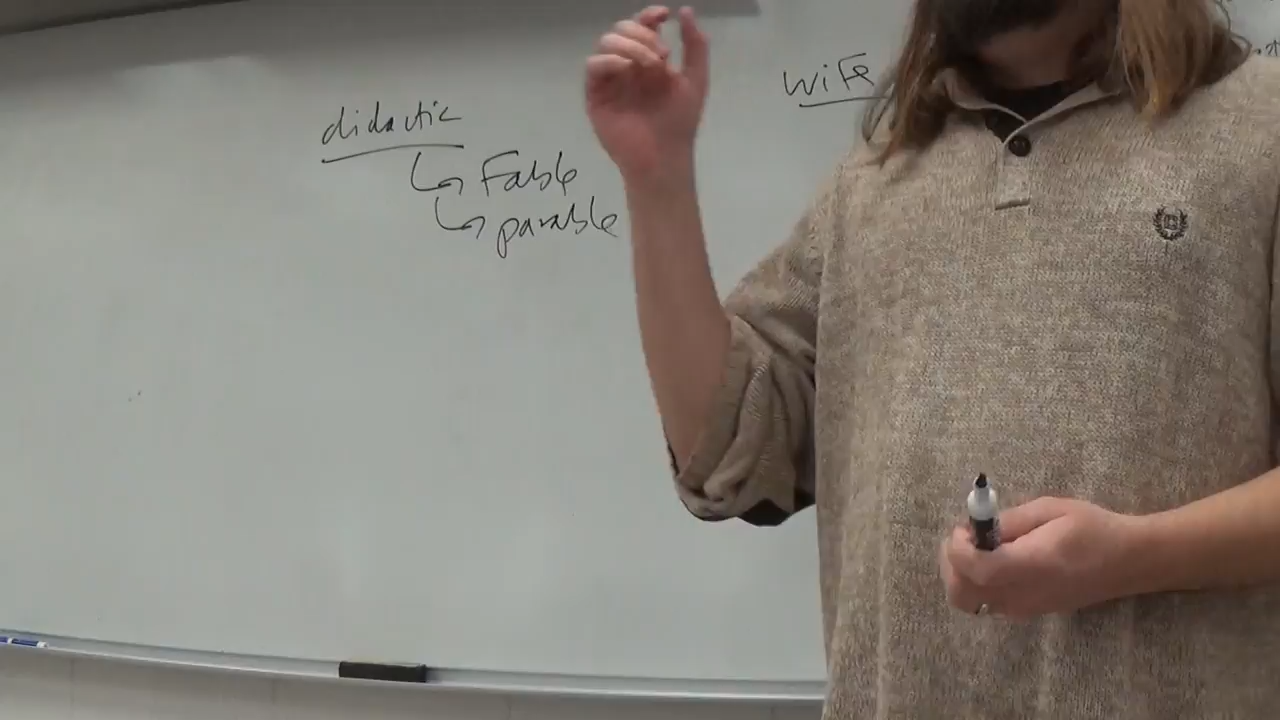 didactic
↳ Fable
↳ parable
wiFe